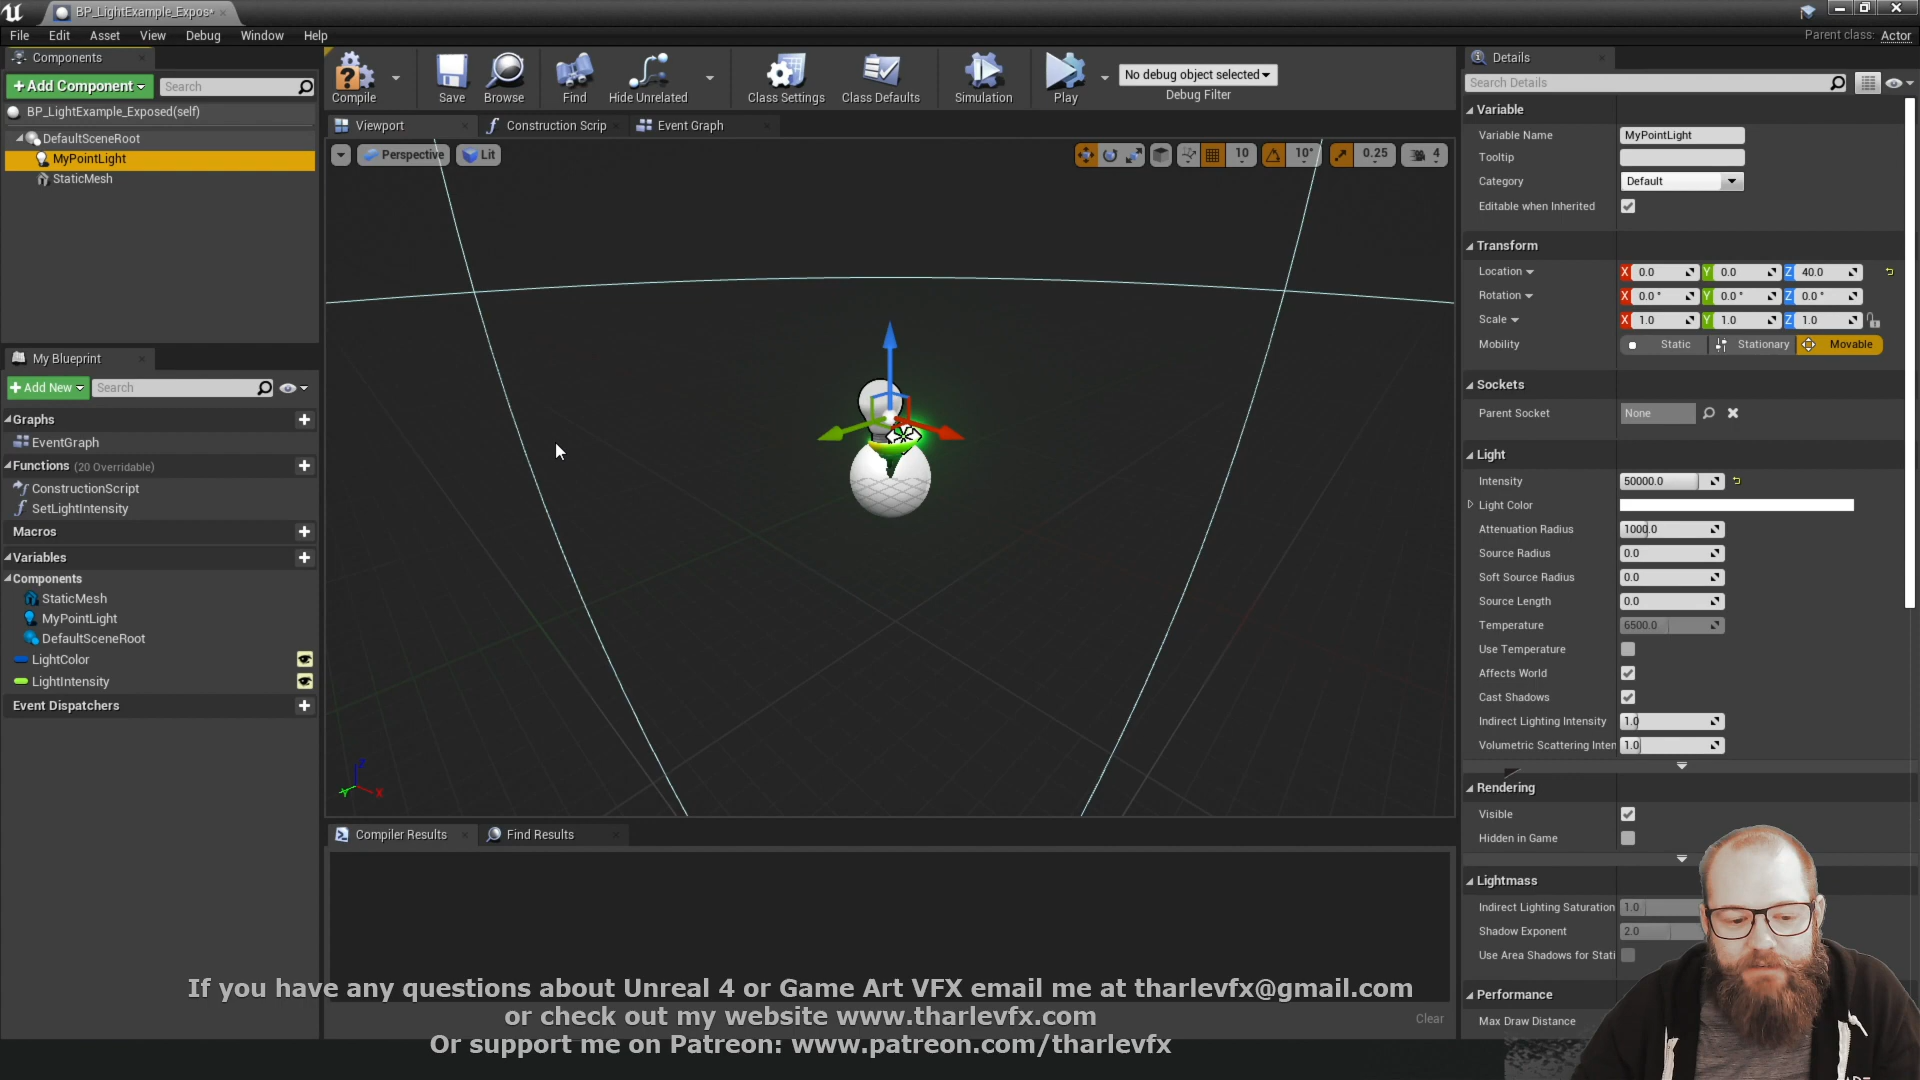 BP_LightExample_Expos*
File Edit Asset View Debug Window Help
Parent class: Actor
Components
+Add Component
Search
BP_LightExample_Exposed(self)
DefaultSceneRoot
MyPointLight
StaticMesh
My Blueprint
+Add New
Search
Graphs
EventGraph
Functions (20 Overridable)
ConstructionScript
SetLightIntensity
Macros
Variables
Components
StaticMesh
MyPointLight
DefaultSceneRoot
LightColor
LightIntensity
Event Dispatchers
Compile
Save
Browse
Find
Hide Unrelated
Class Settings
Class Defaults
Simulation
Play
No debug object selected
Debug Filter
Viewport
Construction Scrip
Event Graph
Perspective
Lit
10
10°
0.25
4
Z
Y
X
Compiler Results
Find Results
Clear
Details
Search Details
Variable
Variable Name MyPointLight
Tooltip
Category Default
Editable when Inherited
Transform
Location X 0.0 Y 0.0 Z 40.0
Rotation X 0.0 ° Y 0.0 ° Z 0.0 °
Scale X 1.0 Y 1.0 Z 1.0
Mobility Static Stationary Movable
Sockets
Parent Socket None
Light
Intensity 50000.0
Light Color
Attenuation Radius 1000.0
Source Radius 0.0
Soft Source Radius 0.0
Source Length 0.0
Temperature 6500.0
Use Temperature
Affects World
Cast Shadows
Indirect Lighting Intensity 1.0
Volumetric Scattering Inten 1.0
Rendering
Visible
Hidden in Game
Lightmass
Indirect Lighting Saturation 1.0
Shadow Exponent 2.0
Use Area Shadows for Stati
Performance
Max Draw Distance
If you have any questions about Unreal 4 or Game Art VFX email me at tharlevfx@gmail.com
or check out my website www.tharlevfx.com
Or support me on Patreon: www.patreon.com/tharlevfx